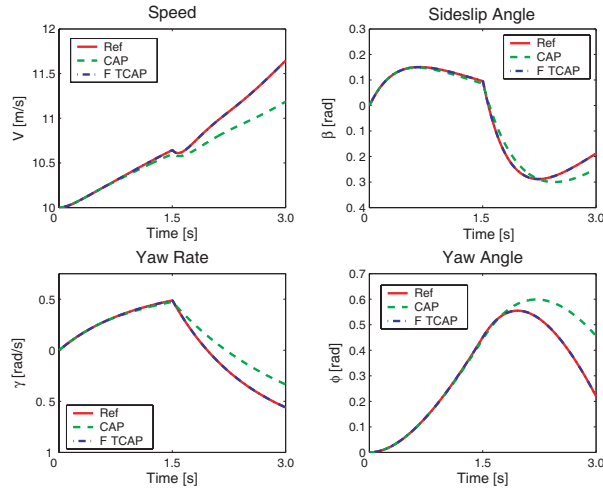 Speed
12
11.5
11
10.5
10
V [m/s]
Ref
CAP
F TCAP
0
1.5
3.0
Time [s]
Sideslip Angle
0.3
0.2
0.1
0
0.1
0.2
0.3
0.4
β [rad]
Ref
CAP
F TCAP
0
1.5
3.0
Time [s]
Yaw Rate
0.5
0
0.5
1
γ [rad/s]
Ref
CAP
F TCAP
0
1.5
3.0
Time [s]
Yaw Angle
0.7
0.6
0.5
0.4
0.3
0.2
0.1
0
ϕ [rad]
Ref
CAP
F TCAP
0
1.5
3.0
Time [s]